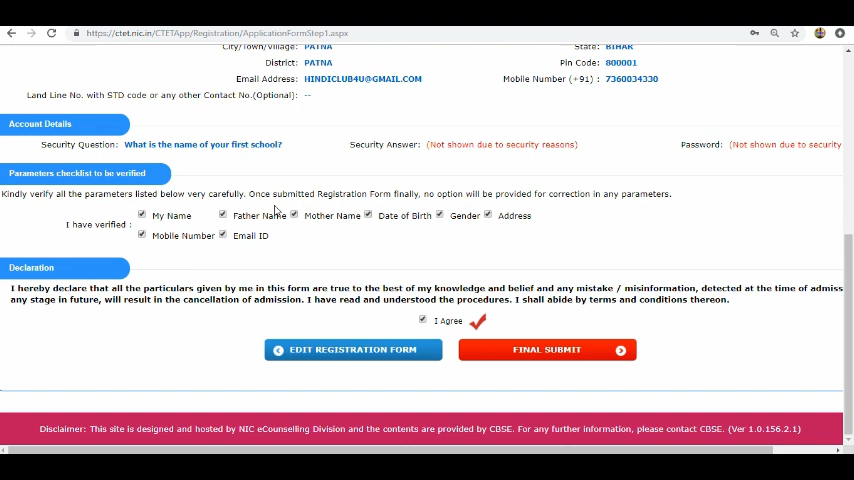 https://ctet.nic.in/CTETApp/Registration/ApplicationFormStep1.aspx
City/Town/Village: PATNA State: BIHAR
District: PATNA Pin Code: 800001
Email Address: HINDICLUB4U@GMAIL.COM Mobile Number (+91) : 7360034330
Land Line No. with STD code or any other Contact No.(Optional): --
Account Details
Security Question: What is the name of your first school? Security Answer: (Not shown due to security reasons) Password: (Not shown due to security
Parameters checklist to be verified
Kindly verify all the parameters listed below very carefully. Once submitted Registration Form finally, no option will be provided for correction in any parameters.
I have verified : My Name Father Name Mother Name Date of Birth Gender Address
Mobile Number Email ID
Declaration
I hereby declare that all the particulars given by me in this form are true to the best of my knowledge and belief and any mistake / misinformation, detected at the time of admiss
any stage in future, will result in the cancellation of admission. I have read and understood the procedures. I shall abide by terms and conditions thereon.
I Agree
EDIT REGISTRATION FORM FINAL SUBMIT
Disclaimer: This site is designed and hosted by NIC eCounselling Division and the contents are provided by CBSE. For any further information, please contact CBSE. (Ver 1.0.156.2.1)